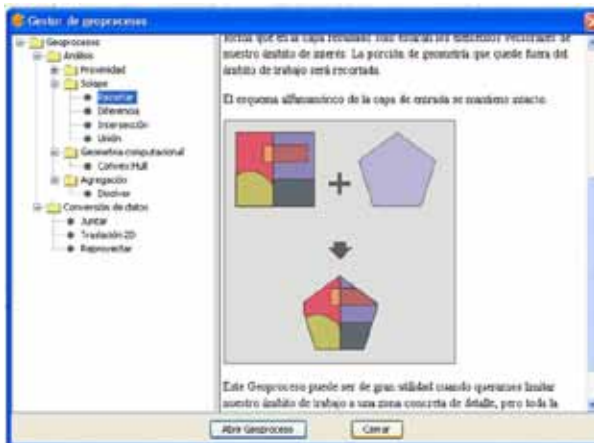 Gestor de geoprocesos
Geoprocesos
Análisis
Proximidad
Solape
Recortar
Diferencia
Intersección
Unión
Geometría computacional
Convex Hull
Agregación
Disolver
Conversión de datos
Juntar
Traslación 2D
Reproyectar
forma que en la capa resultado solo estarán los elementos vectoriales de
nuestro ámbito de interés. La porción de geometría que quede fuera del
ámbito de trabajo será recortada.
El esquema alfanumérico de la capa de entrada se mantiene intacto.
Este Geoproceso puede ser de gran utilidad cuando queramos limitar
nuestro ámbito de trabajo a una zona concreta de detalle, pero toda la
Abrir Geoproceso
Cerrar